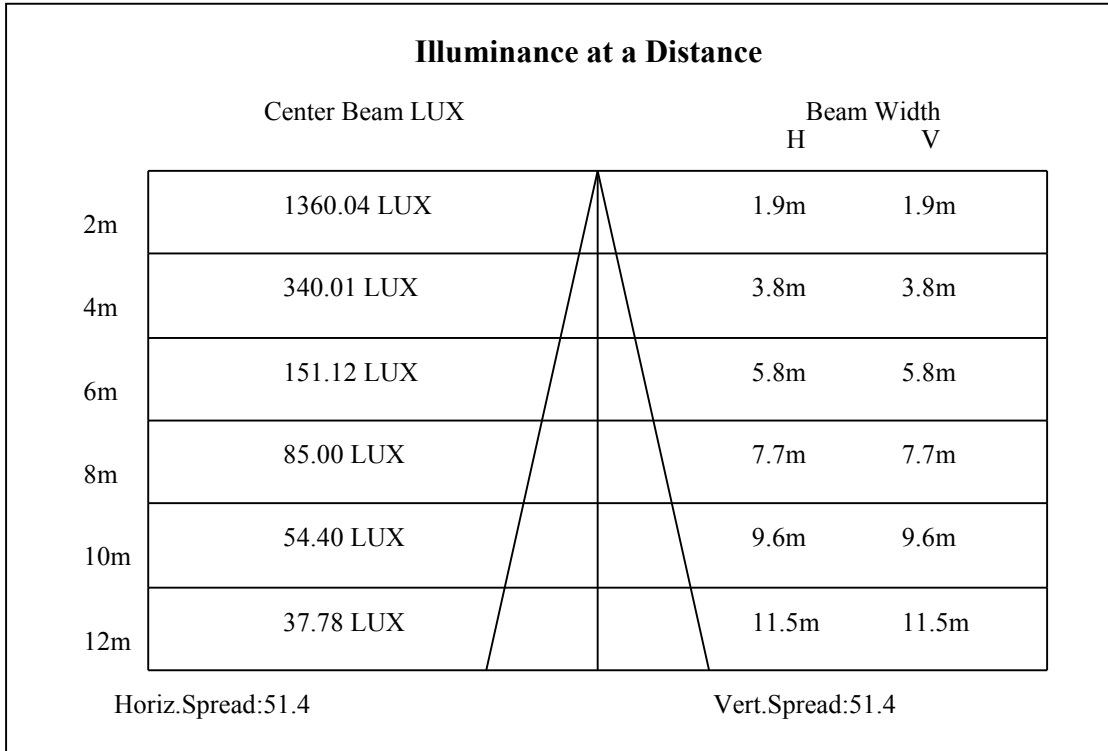 Illuminance at a Distance
Center Beam LUX Beam Width
H V
2m 1360.04 LUX 1.9m 1.9m
4m 340.01 LUX 3.8m 3.8m
6m 151.12 LUX 5.8m 5.8m
8m 85.00 LUX 7.7m 7.7m
10m 54.40 LUX 9.6m 9.6m
12m 37.78 LUX 11.5m 11.5m
Horiz.Spread:51.4 Vert.Spread:51.4